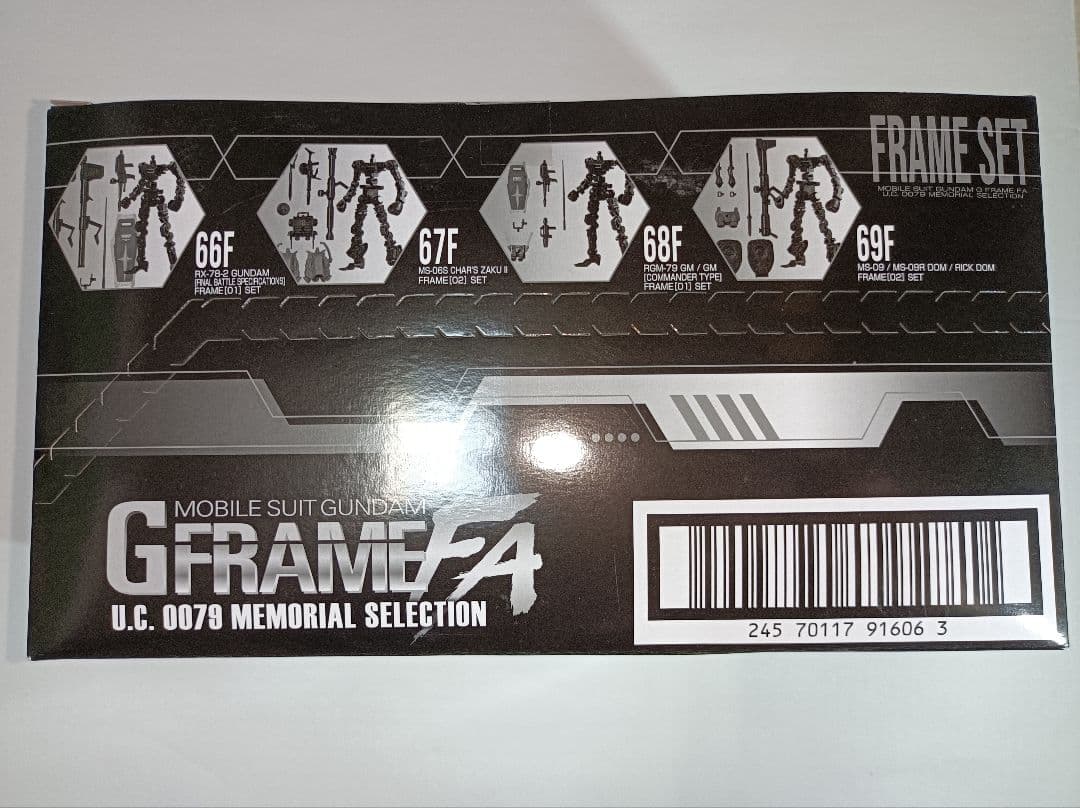 FRAME SET
MOBILE SUIT GUNDAM G FRAME FA
U.C. 0079 MEMORIAL SELECTION
66F
RX-78-2 GUNDAM
[FINAL BATTLE SPECIFICATIONS]
FRAME[01] SET
67F
MS-06S CHAR'S ZAKU II
FRAME[02] SET
68F
RGM-79 GM / GM
[COMMANDER TYPE]
FRAME[01] SET
69F
MS-09 / MS-09R DOM / RICK DOM
FRAME[02] SET
MOBILE SUIT GUNDAM
G FRAME FA
U.C. 0079 MEMORIAL SELECTION
245 70117 91606 3